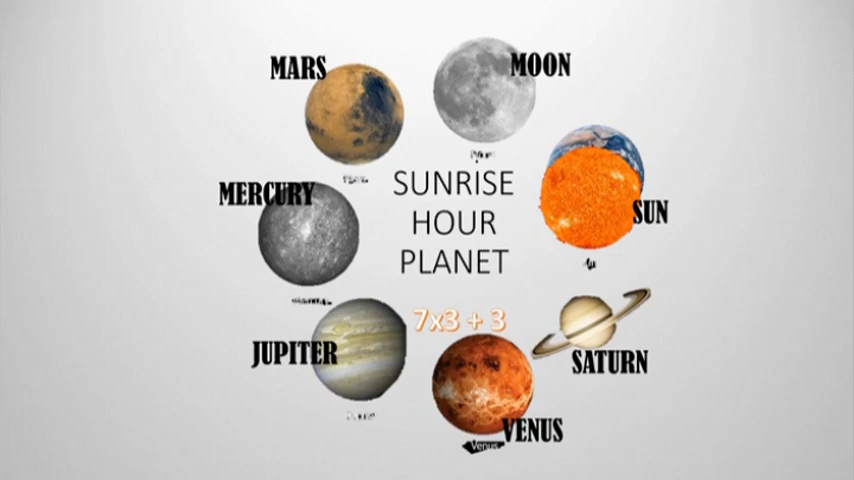 MARS
MOON
MERCURY
SUNRISE
HOUR
PLANET
SUN
7x3 + 3
JUPITER
SATURN
VENUS
Venus